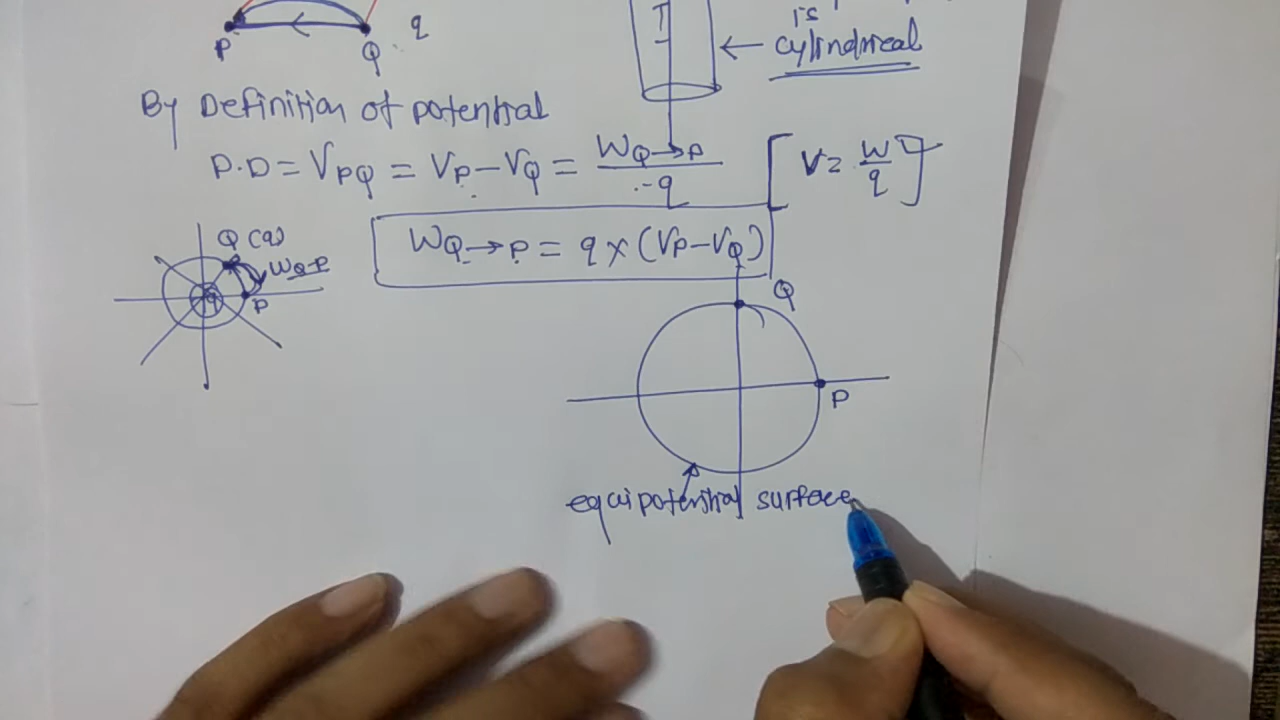 is
P Q q
← cylindrical
By Definition of potential
P.D = VPQ = VP - VQ = WQ→P / q [V = W/q]
WQ→P = q × (VP - VQ)
Q (q)
WQ-P
P
Q
P
equipotential surface